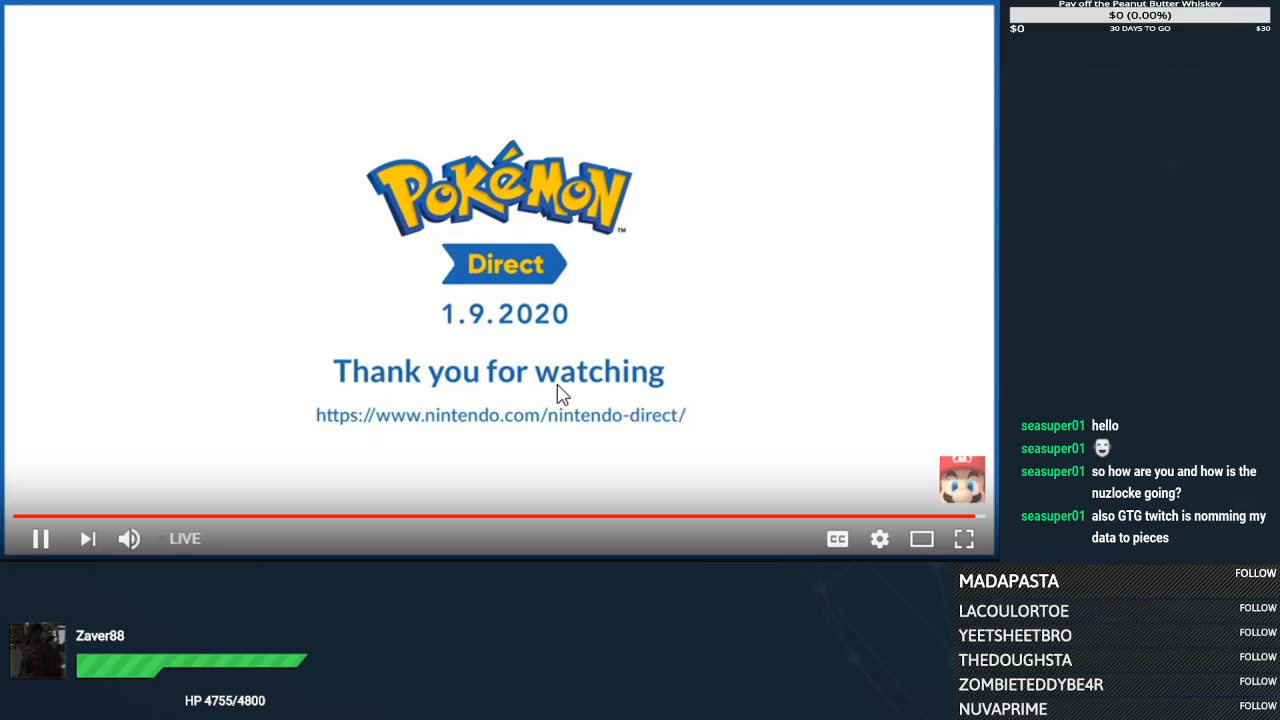 Pokémon
TM
Direct
1.9.2020
Thank you for watching
https://www.nintendo.com/nintendo-direct/
LIVE
CC
Pay off the Peanut Butter Whiskey
$0 (0.00%)
$0 30 DAYS TO GO $30
seasuper01 hello
seasuper01
seasuper01 so how are you and how is the
nuzlocke going?
seasuper01 also GTG twitch is nomming my
data to pieces
MADAPASTA FOLLOW
LACOULORTOE FOLLOW
YEETSHEETBRO FOLLOW
THEDOUGHSTA FOLLOW
ZOMBIETEDDYBE4R FOLLOW
NUVAPRIME FOLLOW
Zaver88
HP 4755/4800